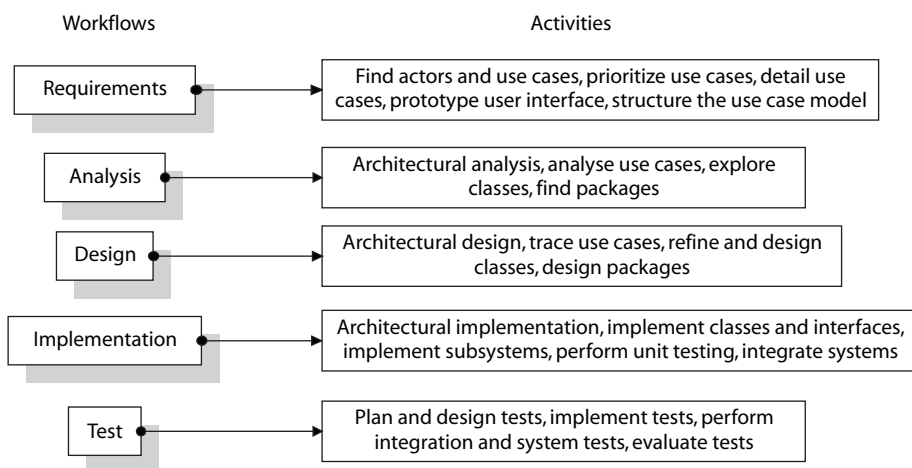 Workflows
Activities
Requirements
Find actors and use cases, prioritize use cases, detail use
cases, prototype user interface, structure the use case model
Analysis
Architectural analysis, analyse use cases, explore
classes, find packages
Design
Architectural design, trace use cases, refine and design
classes, design packages
Implementation
Architectural implementation, implement classes and interfaces,
implement subsystems, perform unit testing, integrate systems
Test
Plan and design tests, implement tests, perform
integration and system tests, evaluate tests